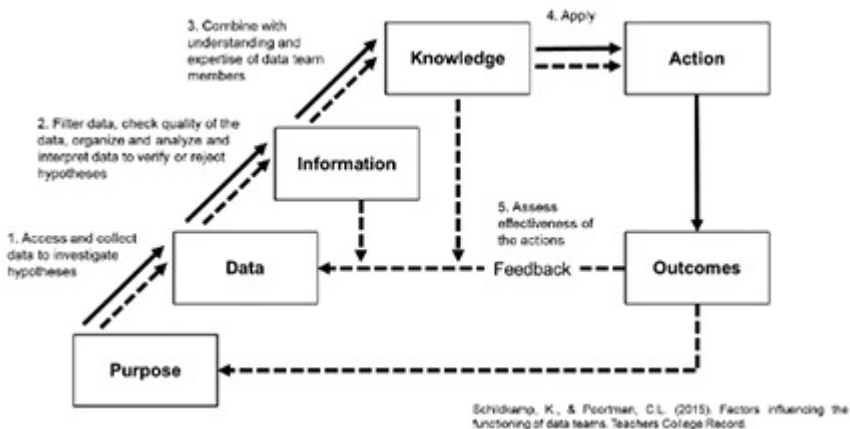 3. Combine with
understanding and
expertise of data team
members
4. Apply
Knowledge
Action
2. Filter data, check quality of the
data, organize and analyze and
interpret data to verify or reject
hypotheses
Information
5. Assess
effectiveness of
the actions
1. Access and collect
data to investigate
hypotheses
Data
Feedback
Outcomes
Purpose
Schildkamp, K., & Poortman, C.L. (2015). Factors influencing the
functioning of data teams. Teachers College Record.